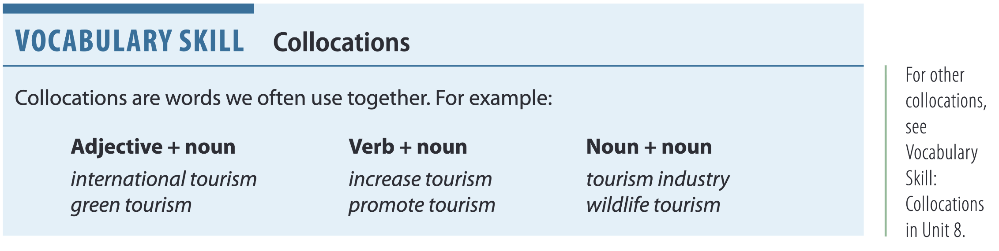 VOCABULARY SKILL Collocations
Collocations are words we often use together. For example:
Adjective + noun Verb + noun Noun + noun
international tourism increase tourism tourism industry
green tourism promote tourism wildlife tourism
For other
collocations,
see
Vocabulary
Skill:
Collocations
in Unit 8.